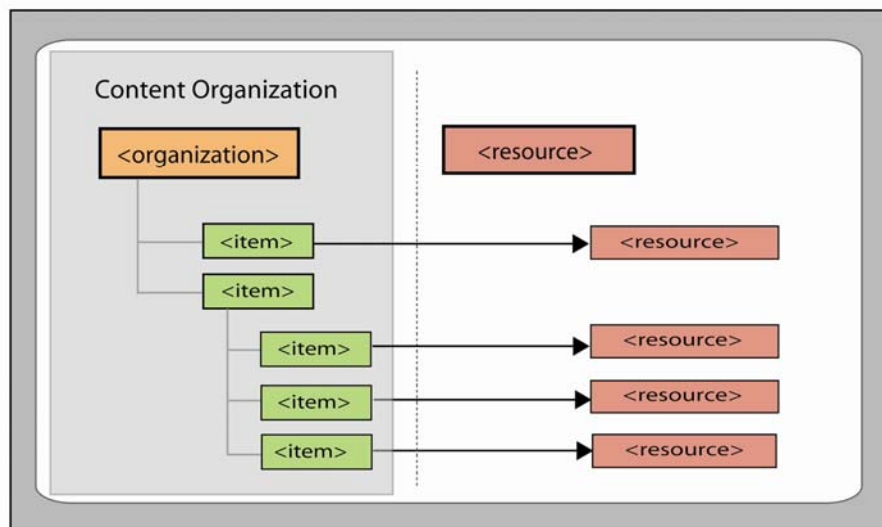 Content Organization
<organization>
<resource>
<item>
<resource>
<item>
<item>
<resource>
<item>
<resource>
<item>
<resource>